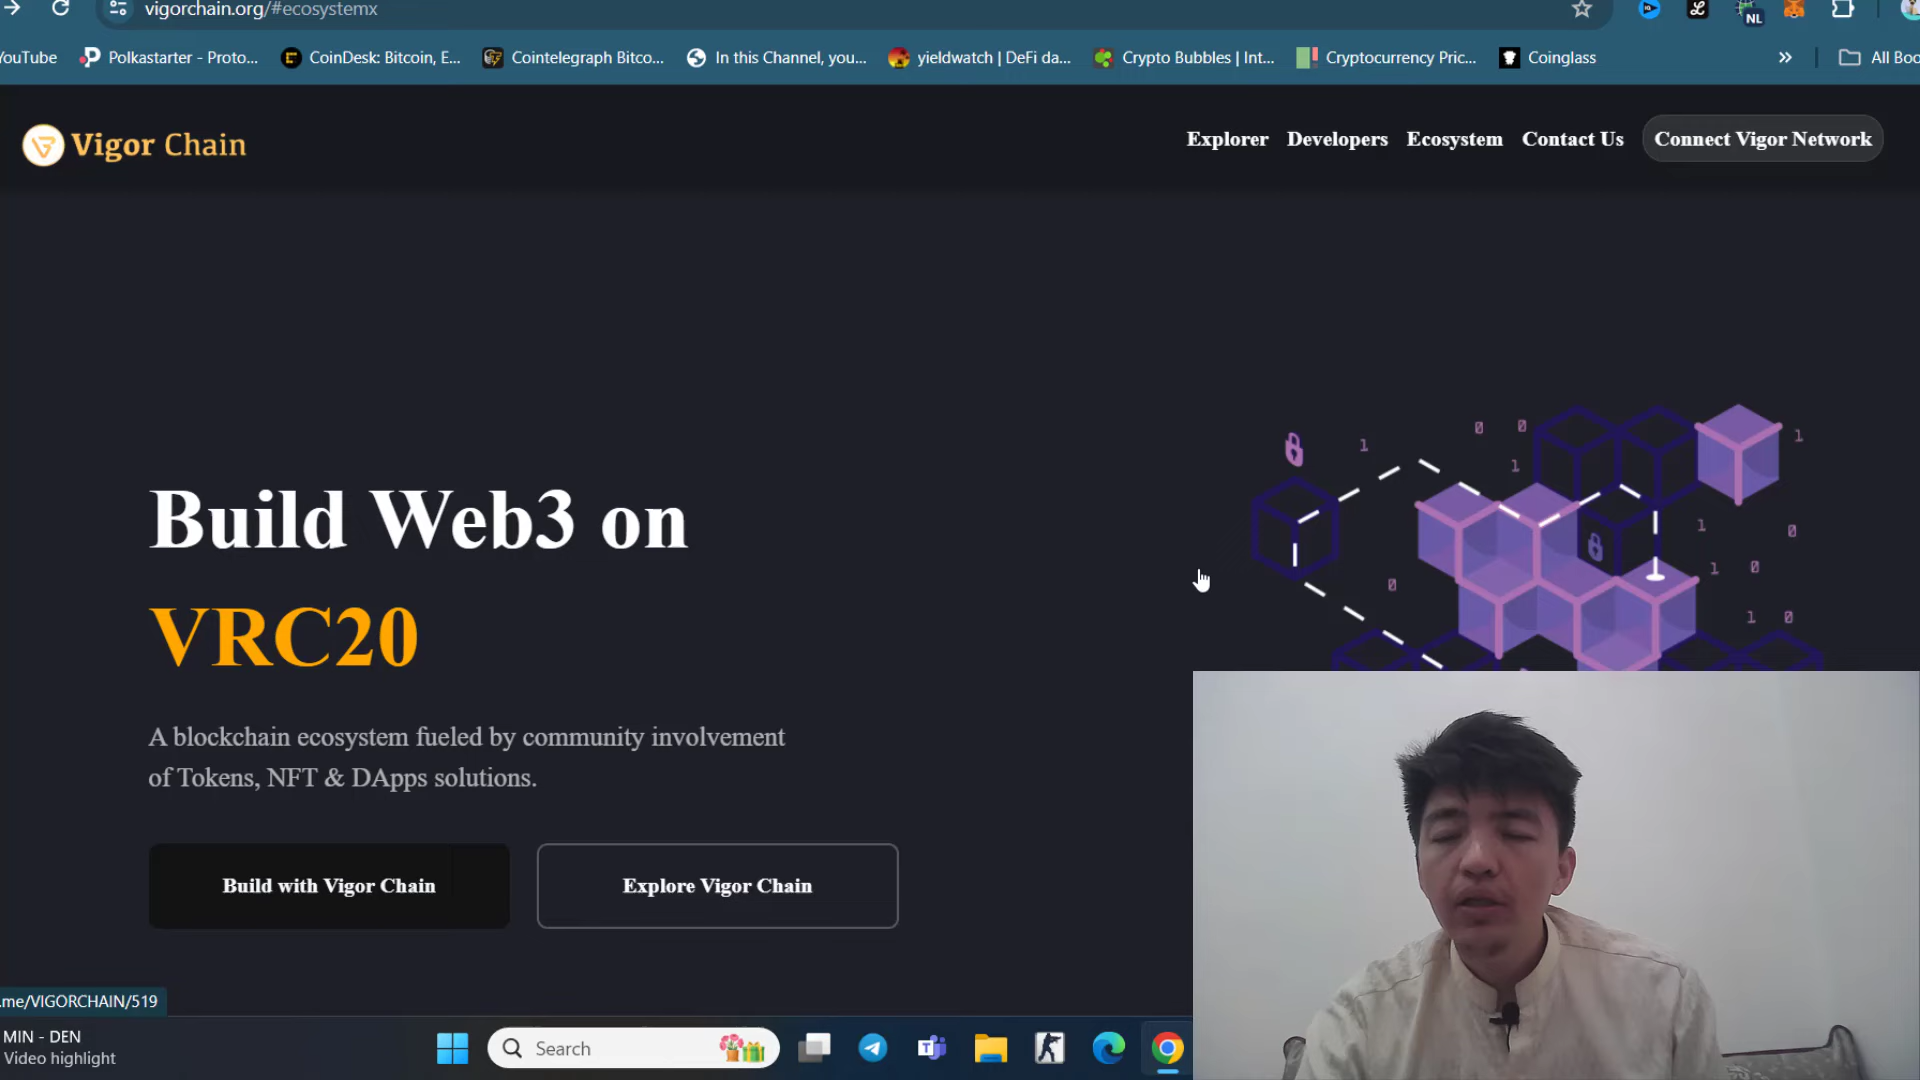 vigorchain.org/#ecosystemx
NL
YouTube
Polkastarter - Proto...
CoinDesk: Bitcoin, E...
Cointelegraph Bitco...
In this Channel, you...
yieldwatch | DeFi da...
Crypto Bubbles | Int...
Cryptocurrency Pric...
Coinglass
»
All Boo
Vigor Chain
Explorer
Developers
Ecosystem
Contact Us
Connect Vigor Network
Build Web3 on
VRC20
A blockchain ecosystem fueled by community involvement
of Tokens, NFT & DApps solutions.
Build with Vigor Chain
Explore Vigor Chain
.me/VIGORCHAIN/519
MIN - DEN
Video highlight
Search